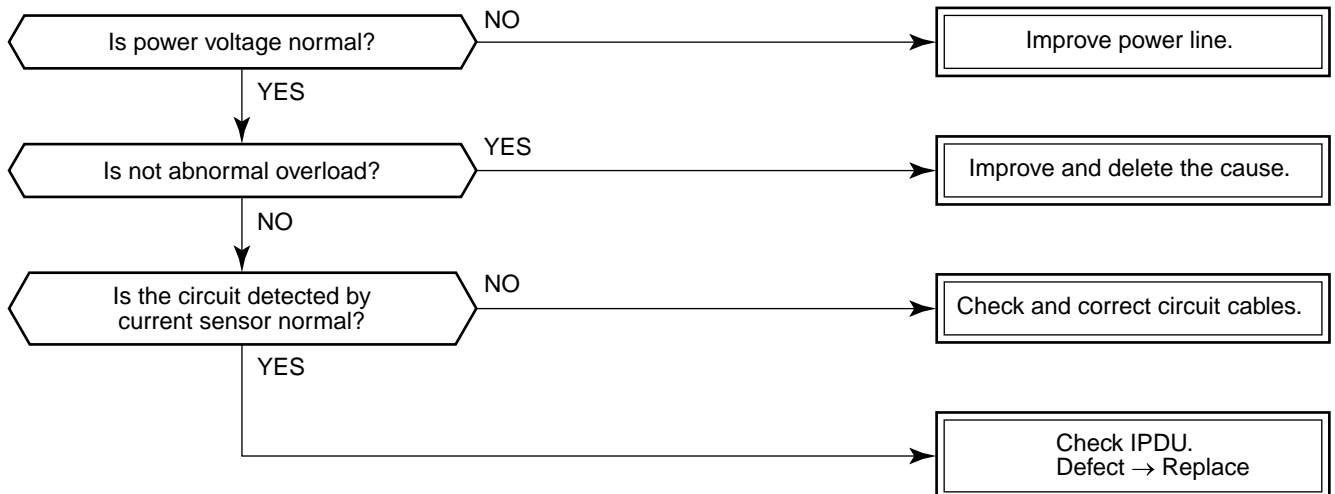 Is power voltage normal?
NO
Improve power line.
YES
Is not abnormal overload?
YES
Improve and delete the cause.
NO
Is the circuit detected by
current sensor normal?
NO
Check and correct circuit cables.
YES
Check IPDU.
Defect → Replace